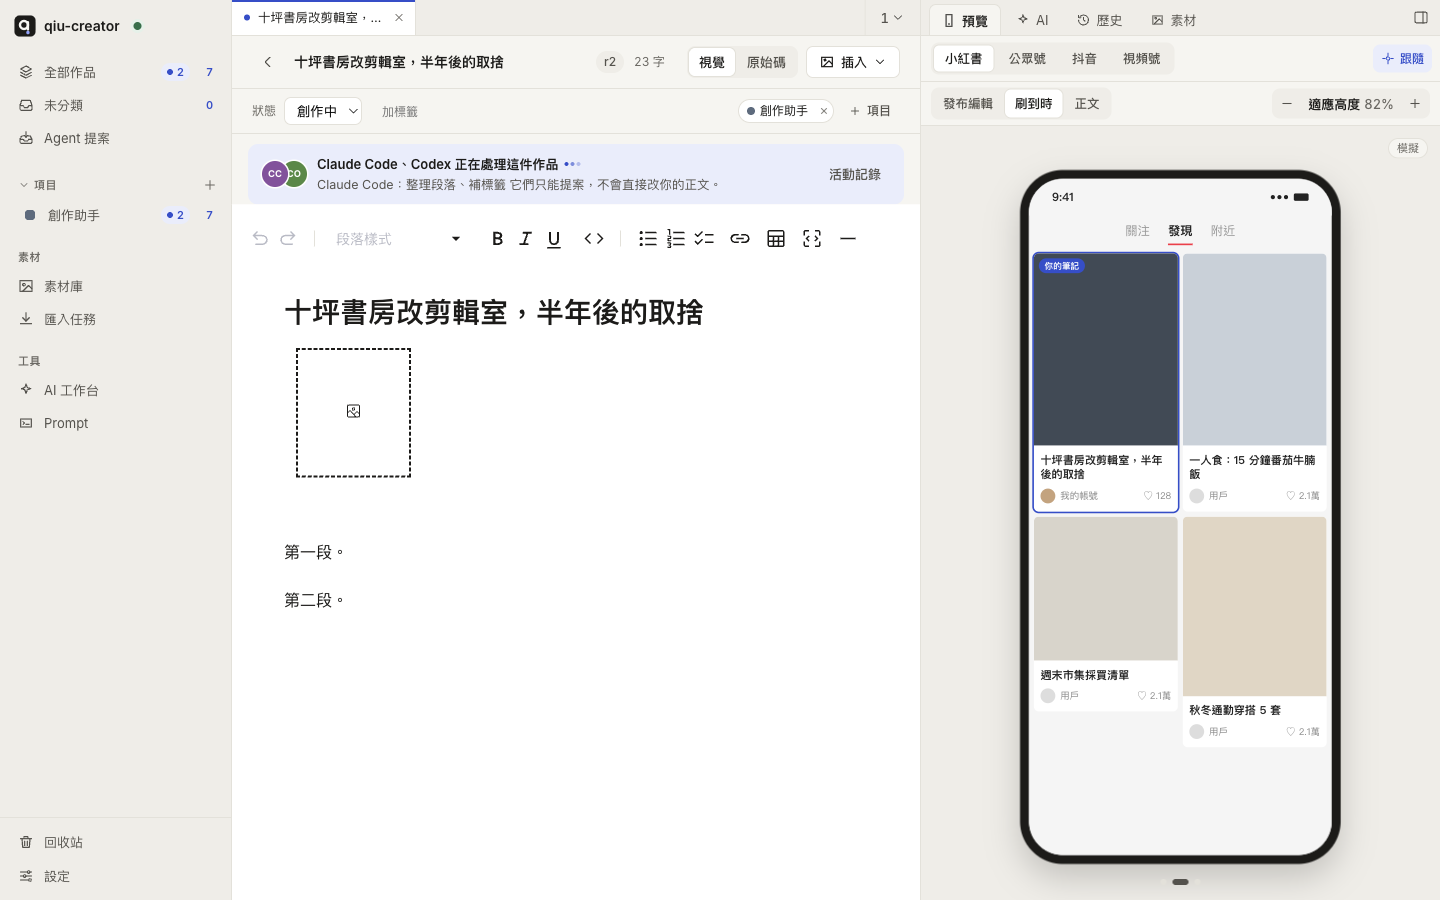 qiu-creator
全部作品 2 7
未分類 0
Agent 提案
項目
創作助手 2 7
素材
素材庫
匯入任務
工具
AI 工作台
Prompt
回收站
設定
十坪書房改剪輯室，...
1
十坪書房改剪輯室，半年後的取捨
r2 23 字
視覺 原始碼
插入
狀態 創作中 加標籤
創作助手 × + 項目
CC CO
Claude Code、Codex 正在處理這件作品
Claude Code：整理段落、補標籤 它們只能提案，不會直接改你的正文。
活動記錄
段落樣式
B I U
十坪書房改剪輯室，半年後的取捨
第一段。
第二段。
預覽 AI 歷史 素材
小紅書 公眾號 抖音 視頻號
跟隨
發布編輯 刷到時 正文
適應高度 82%
模擬
9:41
關注 發現 附近
你的筆記
十坪書房改剪輯室，半年
後的取捨
我的帳號 ♡ 128
一人食：15 分鐘番茄牛腩
飯
用戶 ♡ 2.1萬
週末市集採買清單
用戶 ♡ 2.1萬
秋冬通勤穿搭 5 套
用戶 ♡ 2.1萬